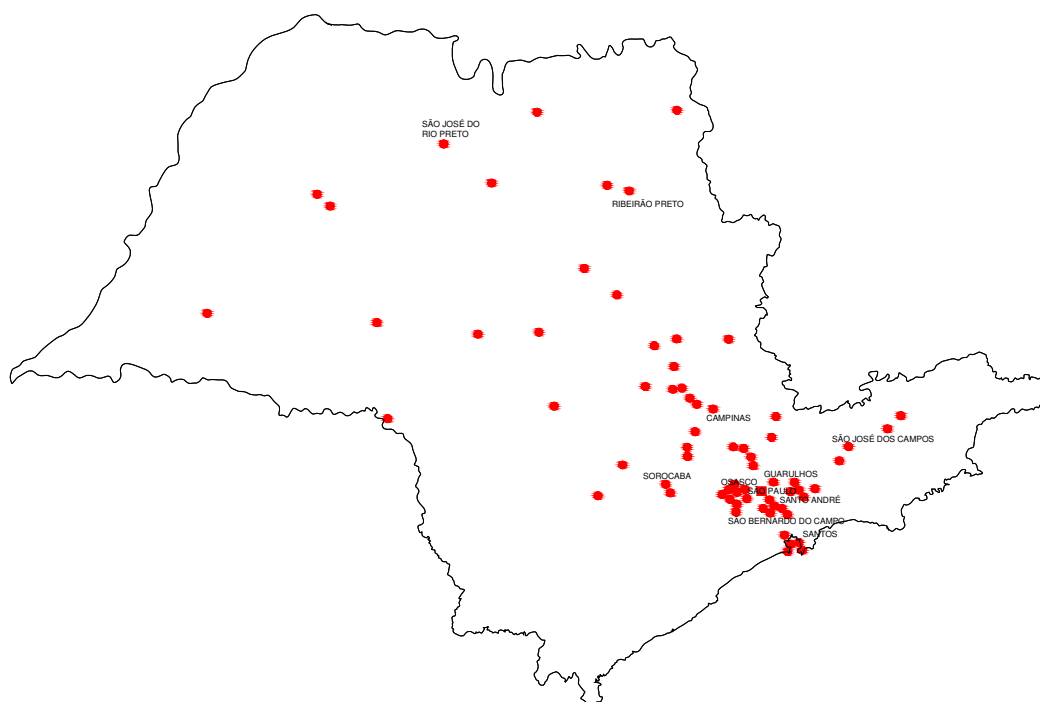 SÃO JOSÉ DO
RIO PRETO
RIBEIRÃO PRETO
CAMPINAS
SÃO JOSÉ DOS CAMPOS
SOROCABA
GUARULHOS
OSASCO
SÃO PAULO
SANTO ANDRÉ
SÃO BERNARDO DO CAMPO
SANTOS